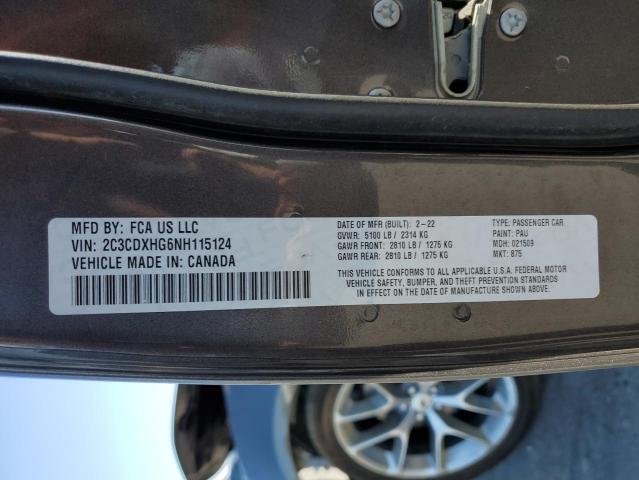 MFD BY: FCA US LLC
VIN: 2C3CDXHG6NH115124
VEHICLE MADE IN: CANADA
DATE OF MFR (BUILT): 2-22
GVWR: 5100 LB / 2314 KG
GAWR FRONT: 2810 LB / 1275 KG
GAWR REAR: 2810 LB / 1275 KG
TYPE: PASSENGER CAR
PAINT: PAU
MDH: 021509
MKT: 875
THIS VEHICLE CONFORMS TO ALL APPLICABLE U.S.A. FEDERAL MOTOR
VEHICLE SAFETY, BUMPER, AND THEFT PREVENTION STANDARDS
IN EFFECT ON THE DATE OF MANUFACTURE SHOWN ABOVE.